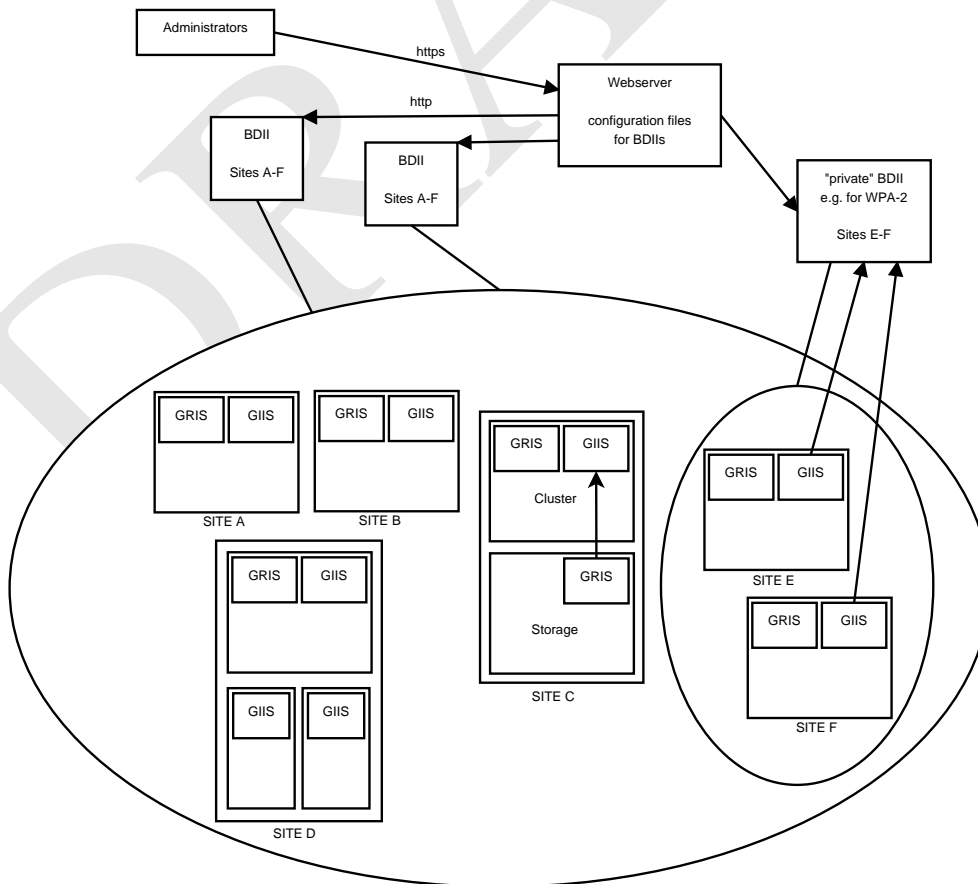 Administrators
https
Webserver
configuration files
for BDIIs
http
BDII
Sites A-F
BDII
Sites A-F
"private" BDII
e.g. for WPA-2
Sites E-F
GRIS
GIIS
SITE A
GRIS
GIIS
SITE B
GRIS
GIIS
Cluster
GRIS
Storage
SITE C
GRIS
GIIS
SITE E
GRIS
GIIS
SITE F
GRIS
GIIS
GIIS
GIIS
SITE D